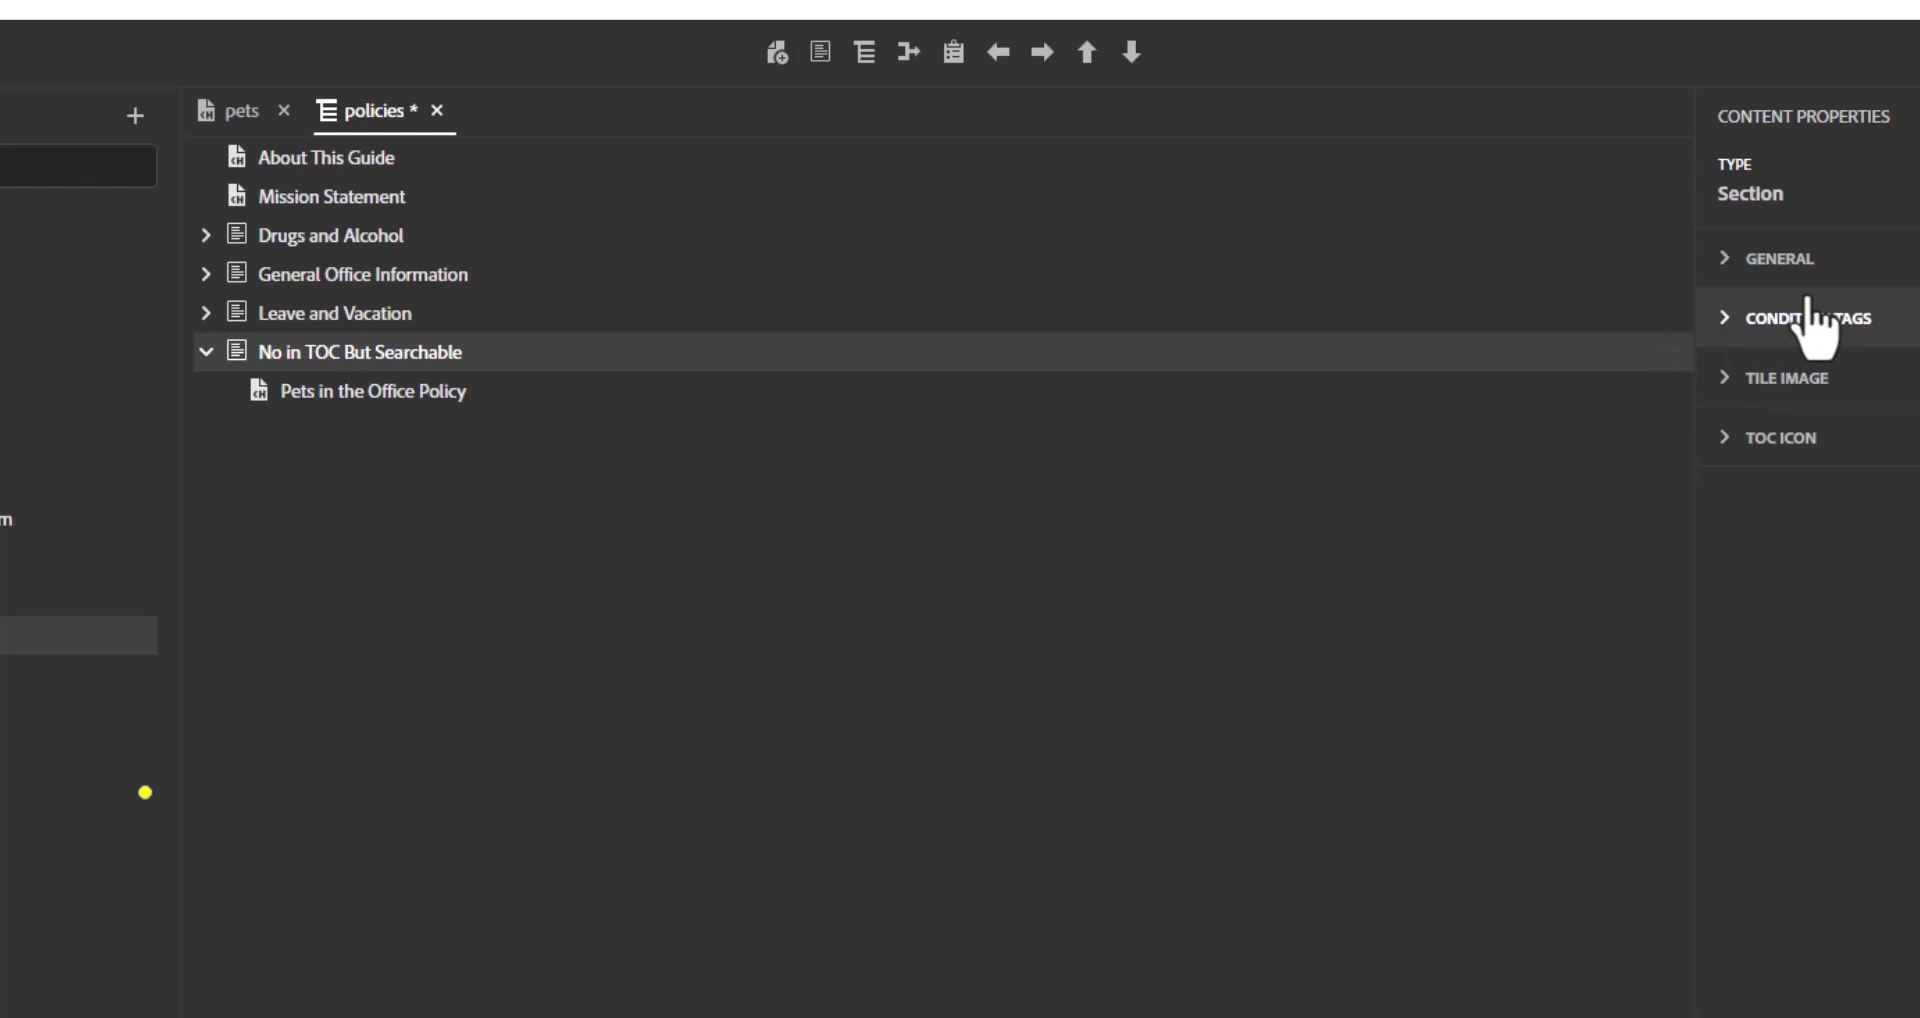 pets
policies *
About This Guide
Mission Statement
Drugs and Alcohol
General Office Information
Leave and Vacation
No in TOC But Searchable
Pets in the Office Policy
m
CONTENT PROPERTIES
TYPE
Section
GENERAL
TAGS
TILE IMAGE
TOC ICON